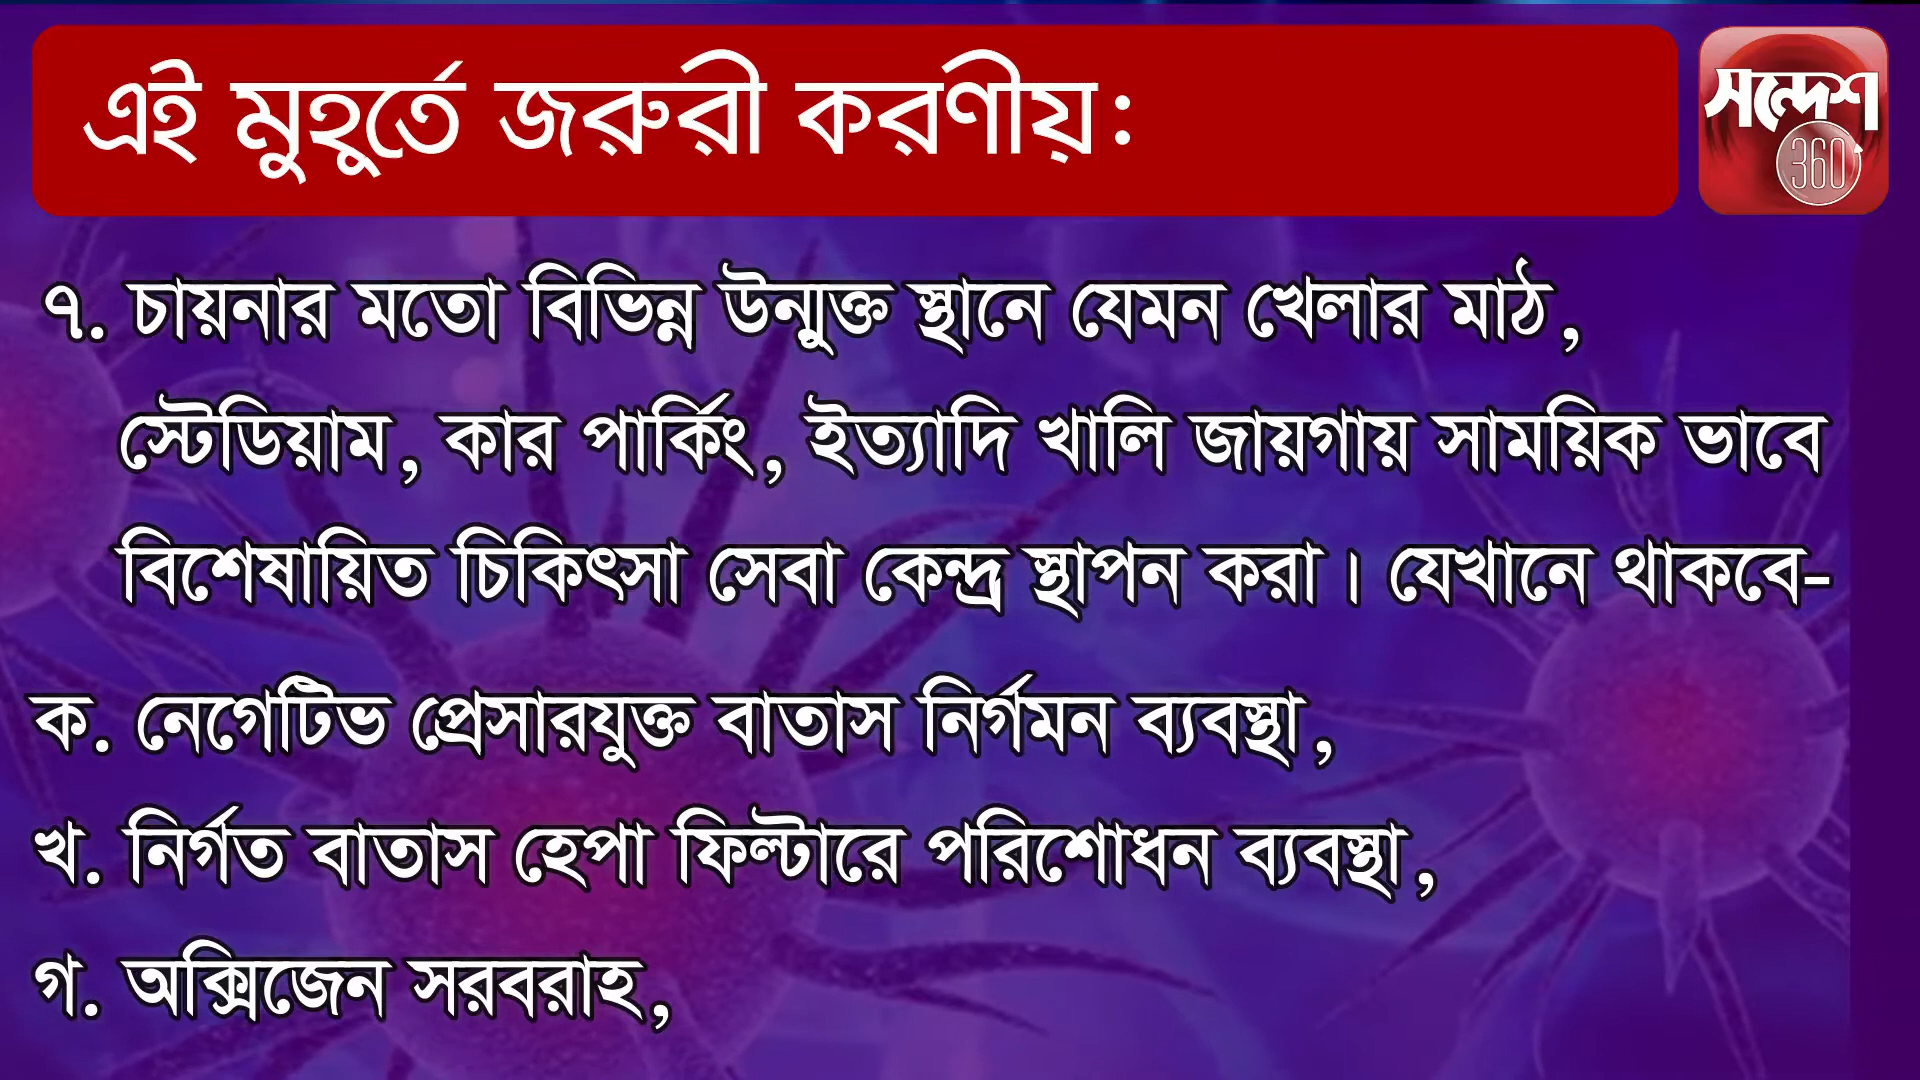 এই মুহুর্তে জরুরী করণীয়:
সন্দেশ
360
৭. চায়নার মতো বিভিন্ন উন্মুক্ত স্থানে যেমন খেলার মাঠ,
স্টেডিয়াম, কার পার্কিং, ইত্যাদি খালি জায়গায় সাময়িক ভাবে
বিশেষায়িত চিকিৎসা সেবা কেন্দ্র স্থাপন করা। যেখানে থাকবে-
ক. নেগেটিভ প্রেসারযুক্ত বাতাস নির্গমন ব্যবস্থা,
খ. নির্গত বাতাস হেপা ফিল্টারে পরিশোধন ব্যবস্থা,
গ. অক্সিজেন সরবরাহ,